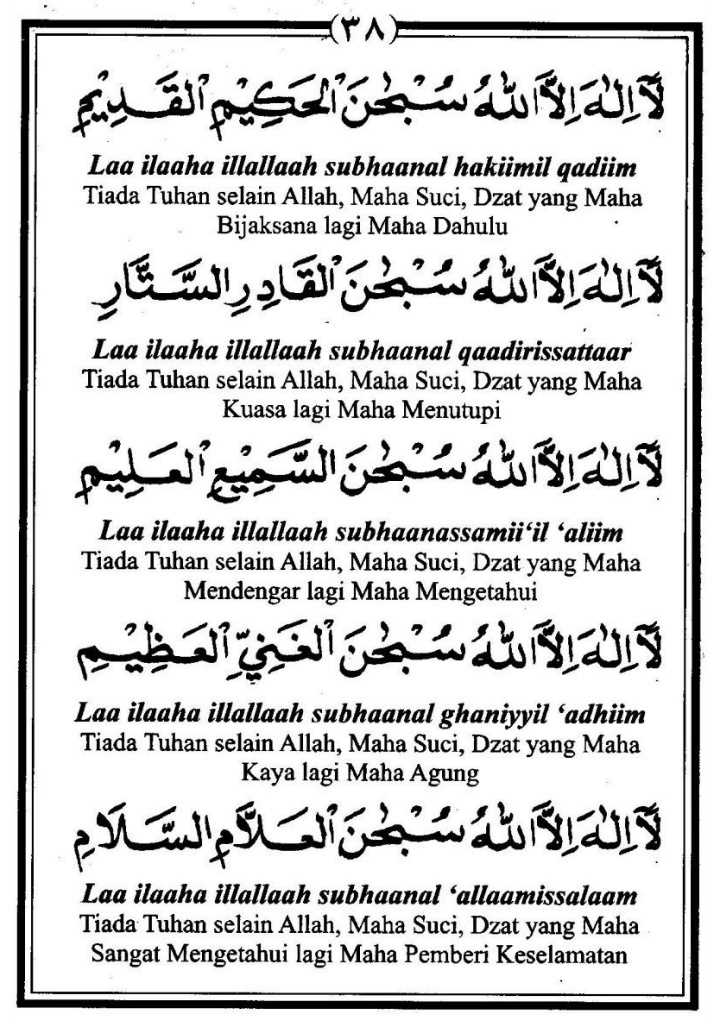 (٣٨)
لَآ اِلٰهَ اِلَّا اللّٰهُ سُبْحٰنَ الْحَكِيْمِ الْقَدِيْمِ
Laa ilaaha illallaah subhaanal hakiimil qadiim
Tiada Tuhan selain Allah, Maha Suci, Dzat yang Maha
Bijaksana lagi Maha Dahulu
لَآ اِلٰهَ اِلَّا اللّٰهُ سُبْحٰنَ الْقَادِرِ السَّتَّارِ
Laa ilaaha illallaah subhaanal qaadirissattaar
Tiada Tuhan selain Allah, Maha Suci, Dzat yang Maha
Kuasa lagi Maha Menutupi
لَآ اِلٰهَ اِلَّا اللّٰهُ سُبْحٰنَ السَّمِيْعِ الْعَلِيْمِ
Laa ilaaha illallaah subhaanassamii‘il ‘aliim
Tiada Tuhan selain Allah, Maha Suci, Dzat yang Maha
Mendengar lagi Maha Mengetahui
لَآ اِلٰهَ اِلَّا اللّٰهُ سُبْحٰنَ الْغَنِيِّ الْعَظِيْمِ
Laa ilaaha illallaah subhaanal ghaniyyil ‘adhiim
Tiada Tuhan selain Allah, Maha Suci, Dzat yang Maha
Kaya lagi Maha Agung
لَآ اِلٰهَ اِلَّا اللّٰهُ سُبْحٰنَ الْعَلَّامِ السَّلَامِ
Laa ilaaha illallaah subhaanal ‘allaamissalaam
Tiada Tuhan selain Allah, Maha Suci, Dzat yang Maha
Sangat Mengetahui lagi Maha Pemberi Keselamatan